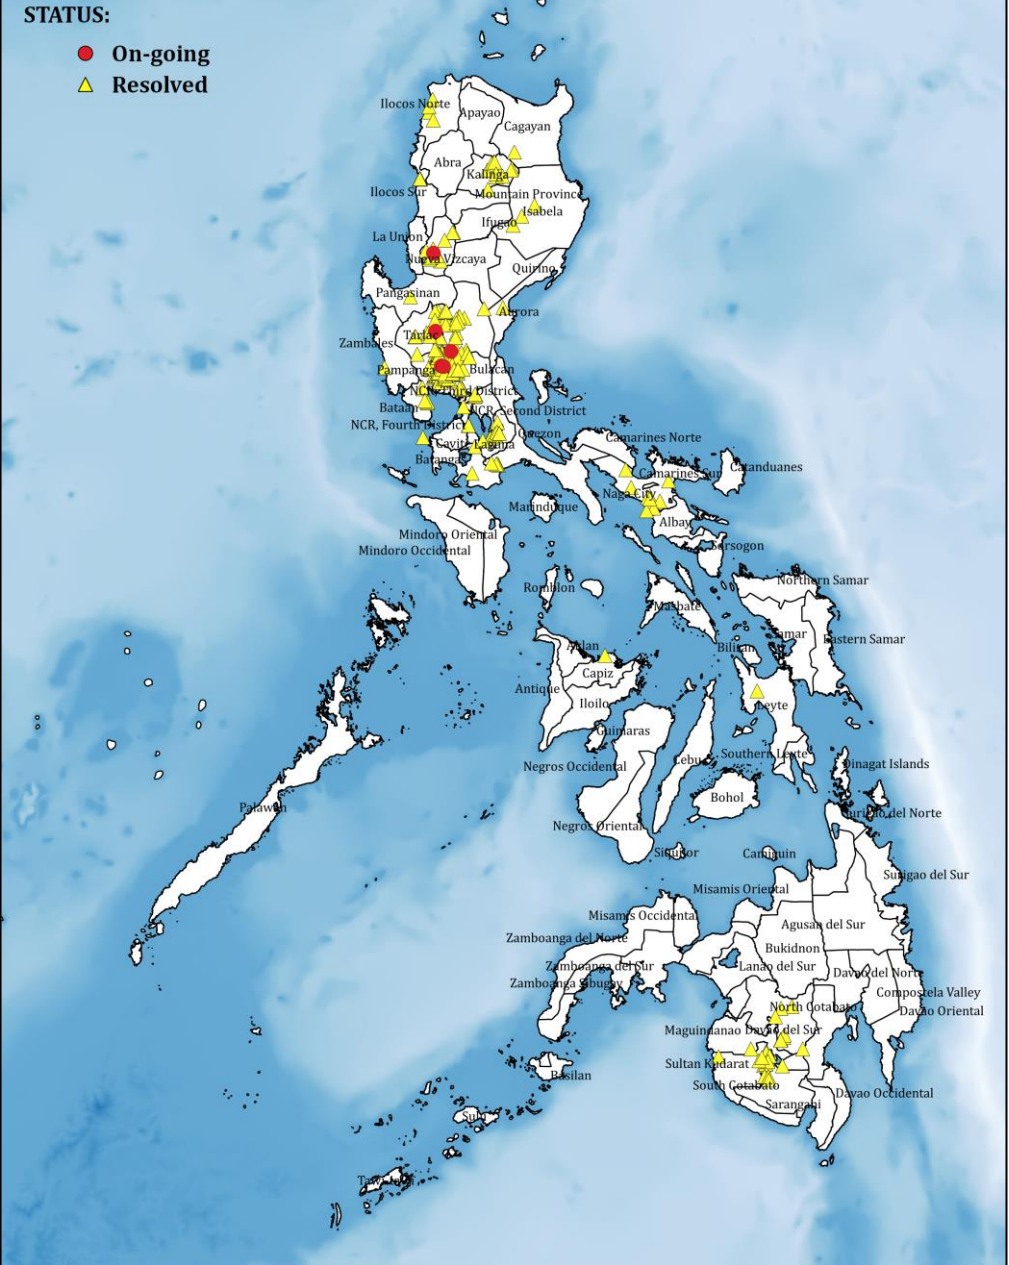 STATUS:
On-going
Resolved
Ilocos Norte
Apayao
Cagayan
Abra
Kalinga
Ilocos Sur
Mountain Province
Isabela
Ifugao
La Union
Nueva Vizcaya
Quirino
Pangasinan
Aurora
Tarlac
Zambales
Pampanga
Bulacan
NCR, Third District
Bataan
NCR, Second District
NCR, Fourth District
Quezon
Cavite
Laguna
Camarines Norte
Batangas
Camarines Sur
Catanduanes
Naga City
Marinduque
Albay
Mindoro Oriental
Sorsogon
Mindoro Occidental
Northern Samar
Romblon
Masbate
Samar
Eastern Samar
Aklan
Biliran
Capiz
Antique
Iloilo
Leyte
Guimaras
Southern Leyte
Cebu
Negros Occidental
Dinagat Islands
Bohol
Palawan
Surigao del Norte
Negros Oriental
Siquijor
Camiguin
Surigao del Sur
Misamis Oriental
Misamis Occidental
Agusan del Sur
Zamboanga del Norte
Bukidnon
Zamboanga del Sur
Lanao del Sur
Davao del Norte
Zamboanga Sibugay
Compostela Valley
North Cotabato
Davao Oriental
Maguindanao
Davao del Sur
Sultan Kudarat
Basilan
South Cotabato
Davao Occidental
Sarangani
Sulu